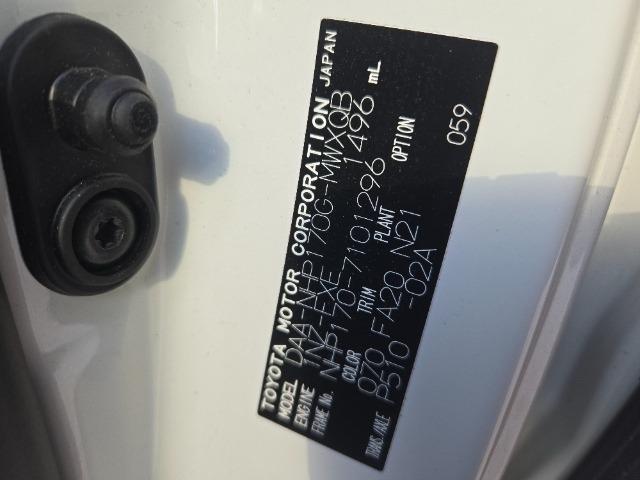 TOYOTA MOTOR CORPORATION JAPAN
MODEL DAA-NHP170G-MWXQB
ENGINE 1NZ-FXE 1496 mL
FRAME No. NHP170-7101296
COLOR TRIM PLANT OPTION
070 FA20 N21 059
TRANS./AXLE P510 -02A